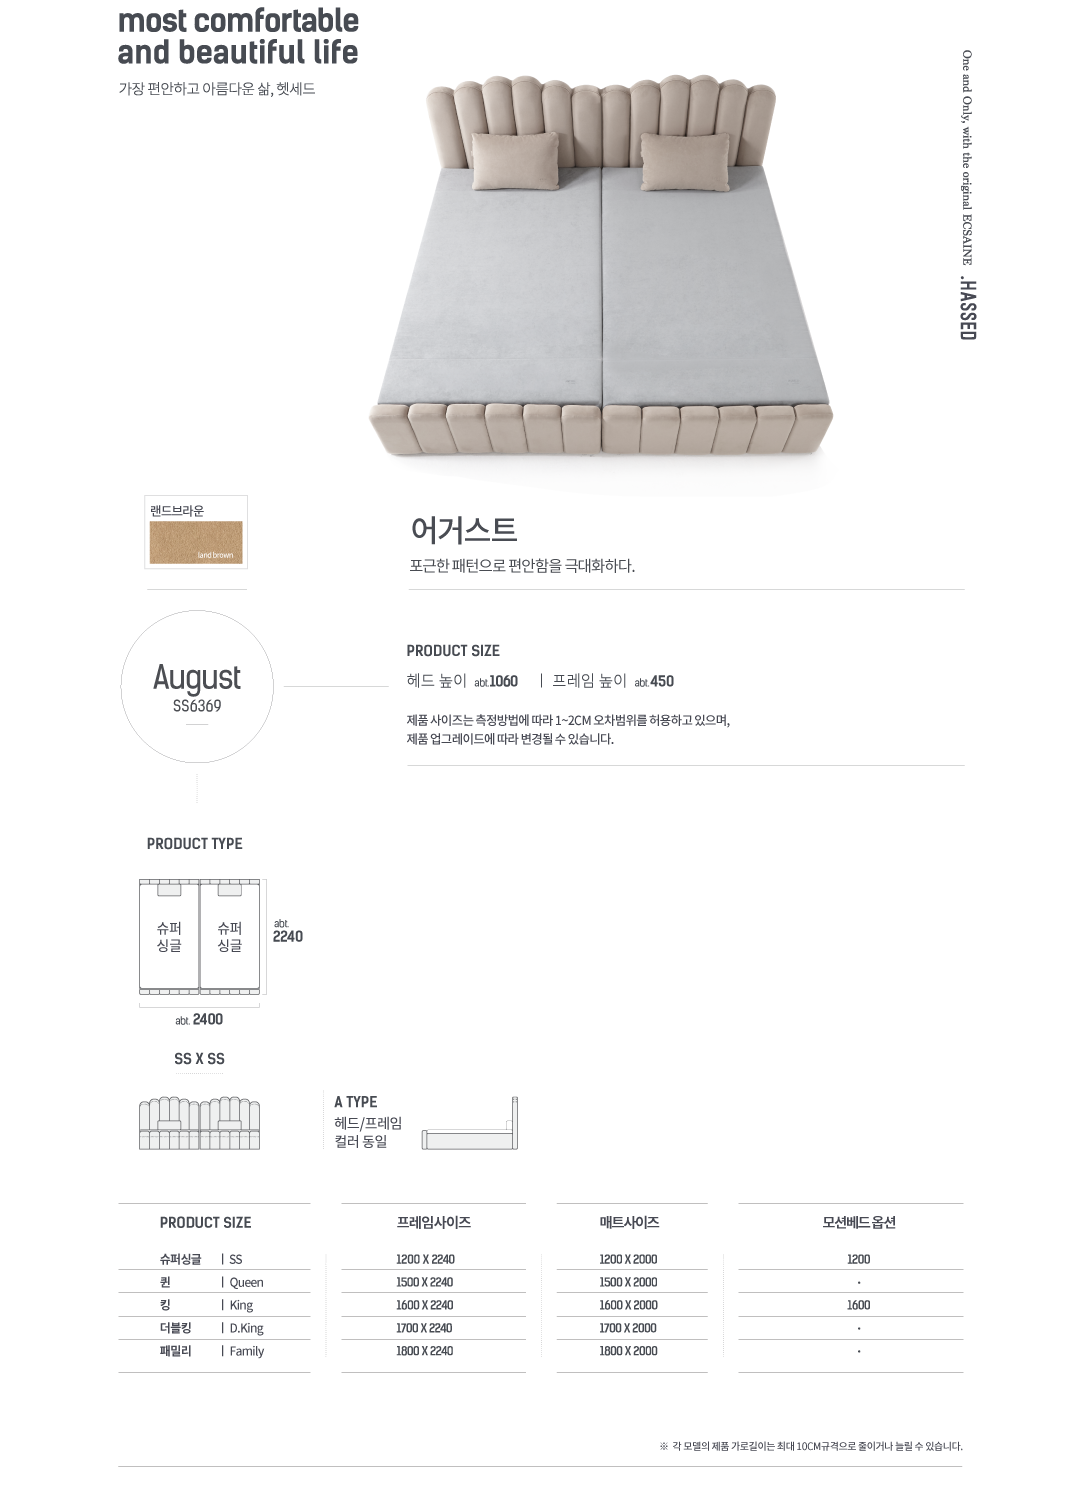 most comfortable
and beautiful life
가장 편안하고 아름다운 삶, 헷세드
One and Only, with the original ECSAINE .HASSED
랜드브라운
land brown
어거스트
포근한 패턴으로 편안함을 극대화하다.
August
SS6369
PRODUCT SIZE
헤드 높이 abt.1060 | 프레임 높이 abt.450
제품 사이즈는 측정방법에 따라 1~2CM 오차범위를 허용하고 있으며,
제품 업그레이드에 따라 변경될 수 있습니다.
PRODUCT TYPE
슈퍼 싱글
슈퍼 싱글
abt.
2240
abt. 2400
SS X SS
A TYPE
헤드/프레임
컬러 동일
PRODUCT SIZE 프레임사이즈 매트사이즈 모션베드 옵션
슈퍼싱글 | SS 1200 X 2240 1200 X 2000 1200
퀸 | Queen 1500 X 2240 1500 X 2000 •
킹 | King 1600 X 2240 1600 X 2000 1600
더블킹 | D.King 1700 X 2240 1700 X 2000 •
패밀리 | Family 1800 X 2240 1800 X 2000 •
※ 각 모델의 제품 가로길이는 최대 10CM규격으로 줄이거나 늘릴 수 있습니다.